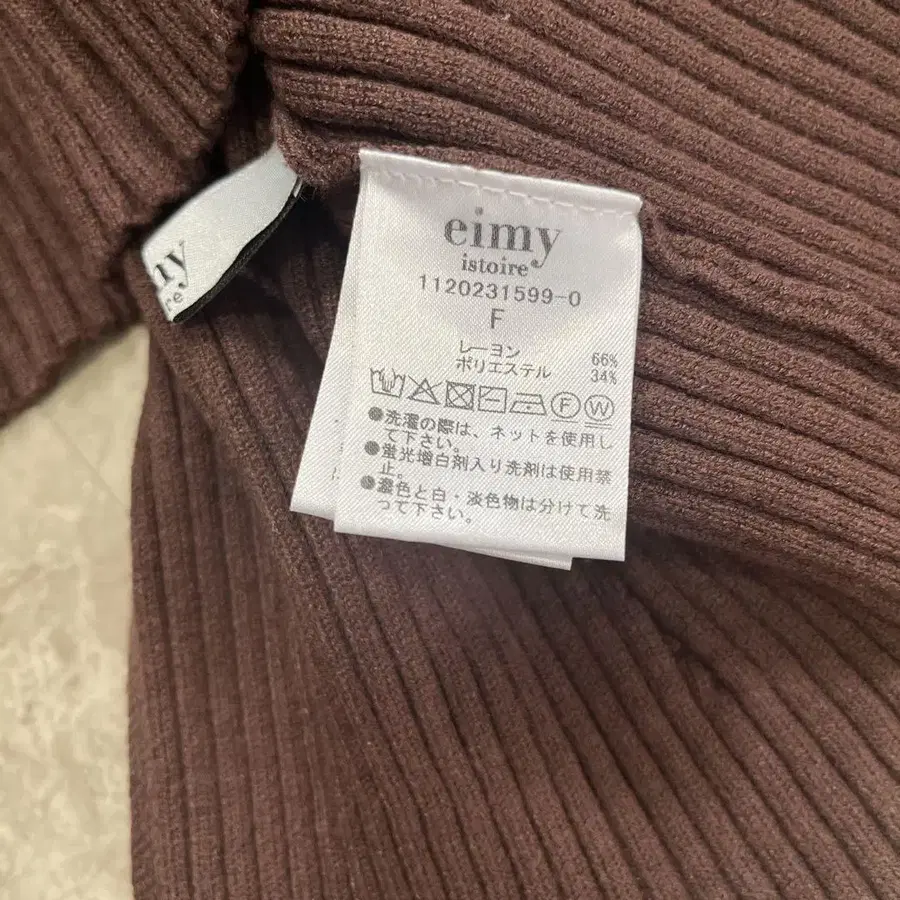 eimy
istoire
1120231599-0
F
レーヨン 66%
ポリエステル 34%
F W
●洗濯の際は、ネットを使用し
て下さい。
●蛍光増白剤入り洗剤は使用禁
止。
●濃色と白・淡色物は分けて洗
って下さい。
my
re